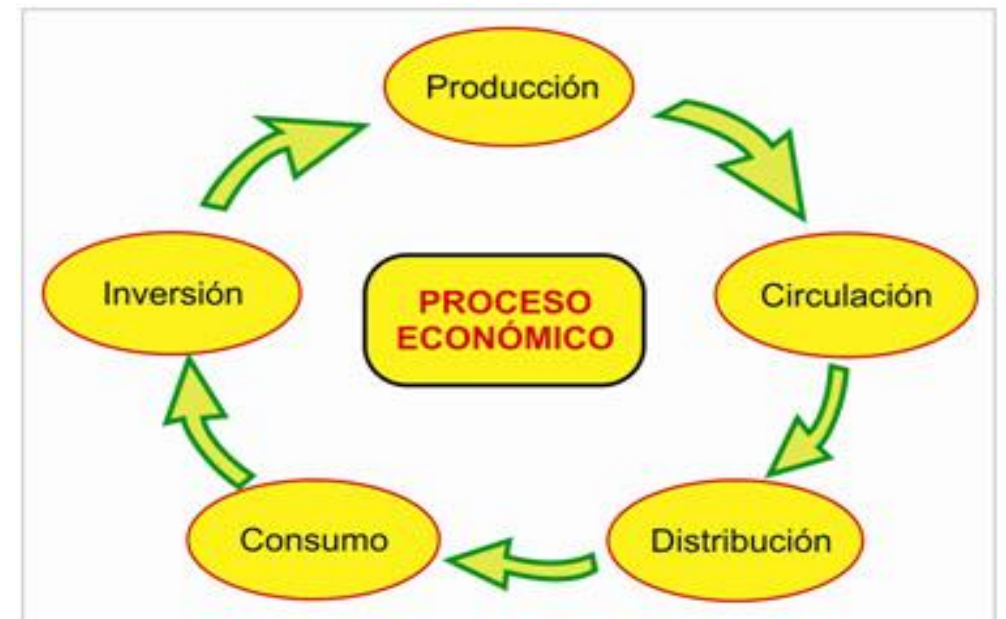 Producción
Inversión
PROCESO
ECONÓMICO
Circulación
Consumo
Distribución